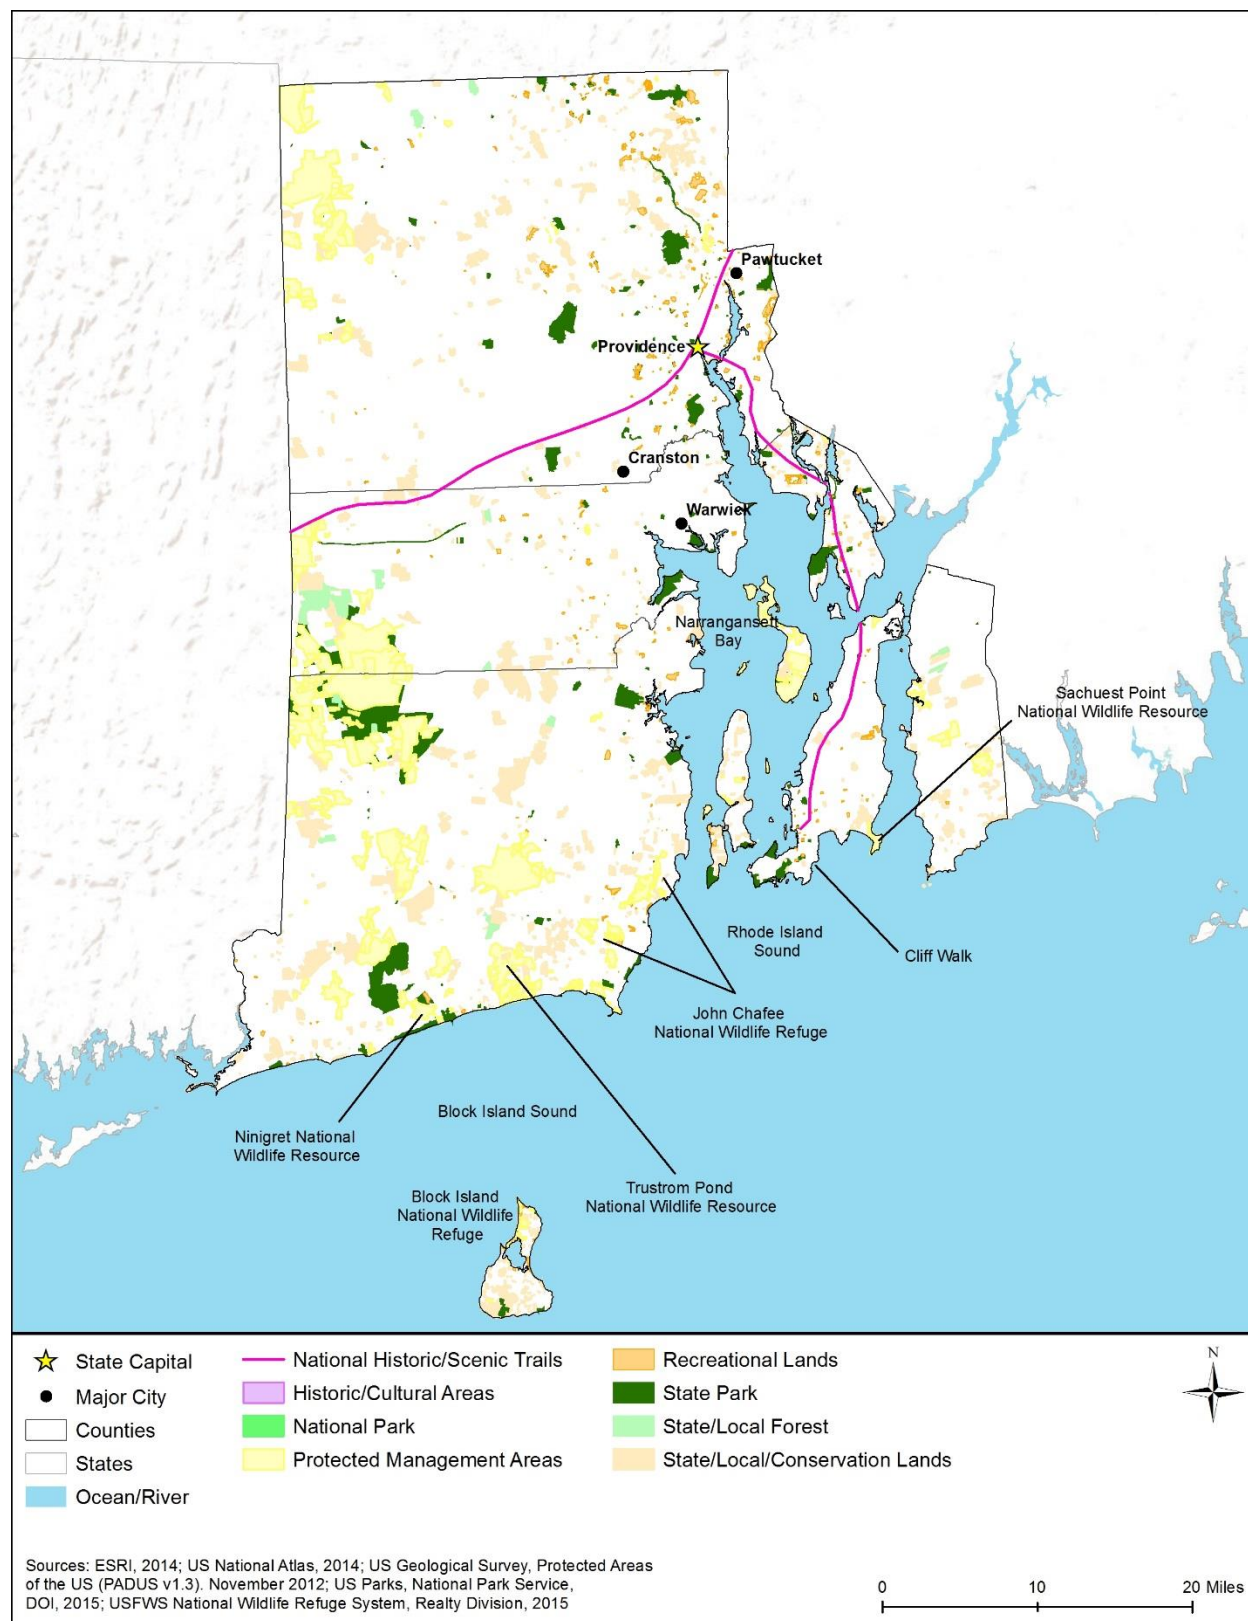 Pawtucket
Providence
Cranston
Warwick
Narrangansett
Bay
Sachuest Point
National Wildlife Resource
Rhode Island
Sound
Cliff Walk
John Chafee
National Wildlife Refuge
Block Island Sound
Ninigret National
Wildlife Resource
Trustrom Pond
National Wildlife Resource
Block Island
National Wildlife
Refuge
State Capital
Major City
Counties
States
Ocean/River
National Historic/Scenic Trails
Historic/Cultural Areas
National Park
Protected Management Areas
Recreational Lands
State Park
State/Local Forest
State/Local/Conservation Lands
N
Sources: ESRI, 2014; US National Atlas, 2014; US Geological Survey, Protected Areas
of the US (PADUS v1.3). November 2012; US Parks, National Park Service,
DOI, 2015; USFWS National Wildlife Refuge System, Realty Division, 2015
0 10 20 Miles